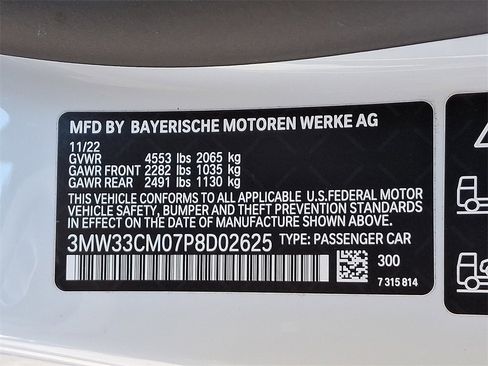 MFD BY BAYERISCHE MOTOREN WERKE AG
11/22
GVWR 4553 lbs 2065 kg
GAWR FRONT 2282 lbs 1035 kg
GAWR REAR 2491 lbs 1130 kg
THIS VEHICLE CONFORMS TO ALL APPLICABLE U.S.FEDERAL MOTOR
VEHICLE SAFETY, BUMPER AND THEFT PREVENTION STANDARDS
IN EFFECT ON THE DATE OF MANUFACTURE SHOWN ABOVE.
3MW33CM07P8D02625 TYPE: PASSENGER CAR
300
7 315 814